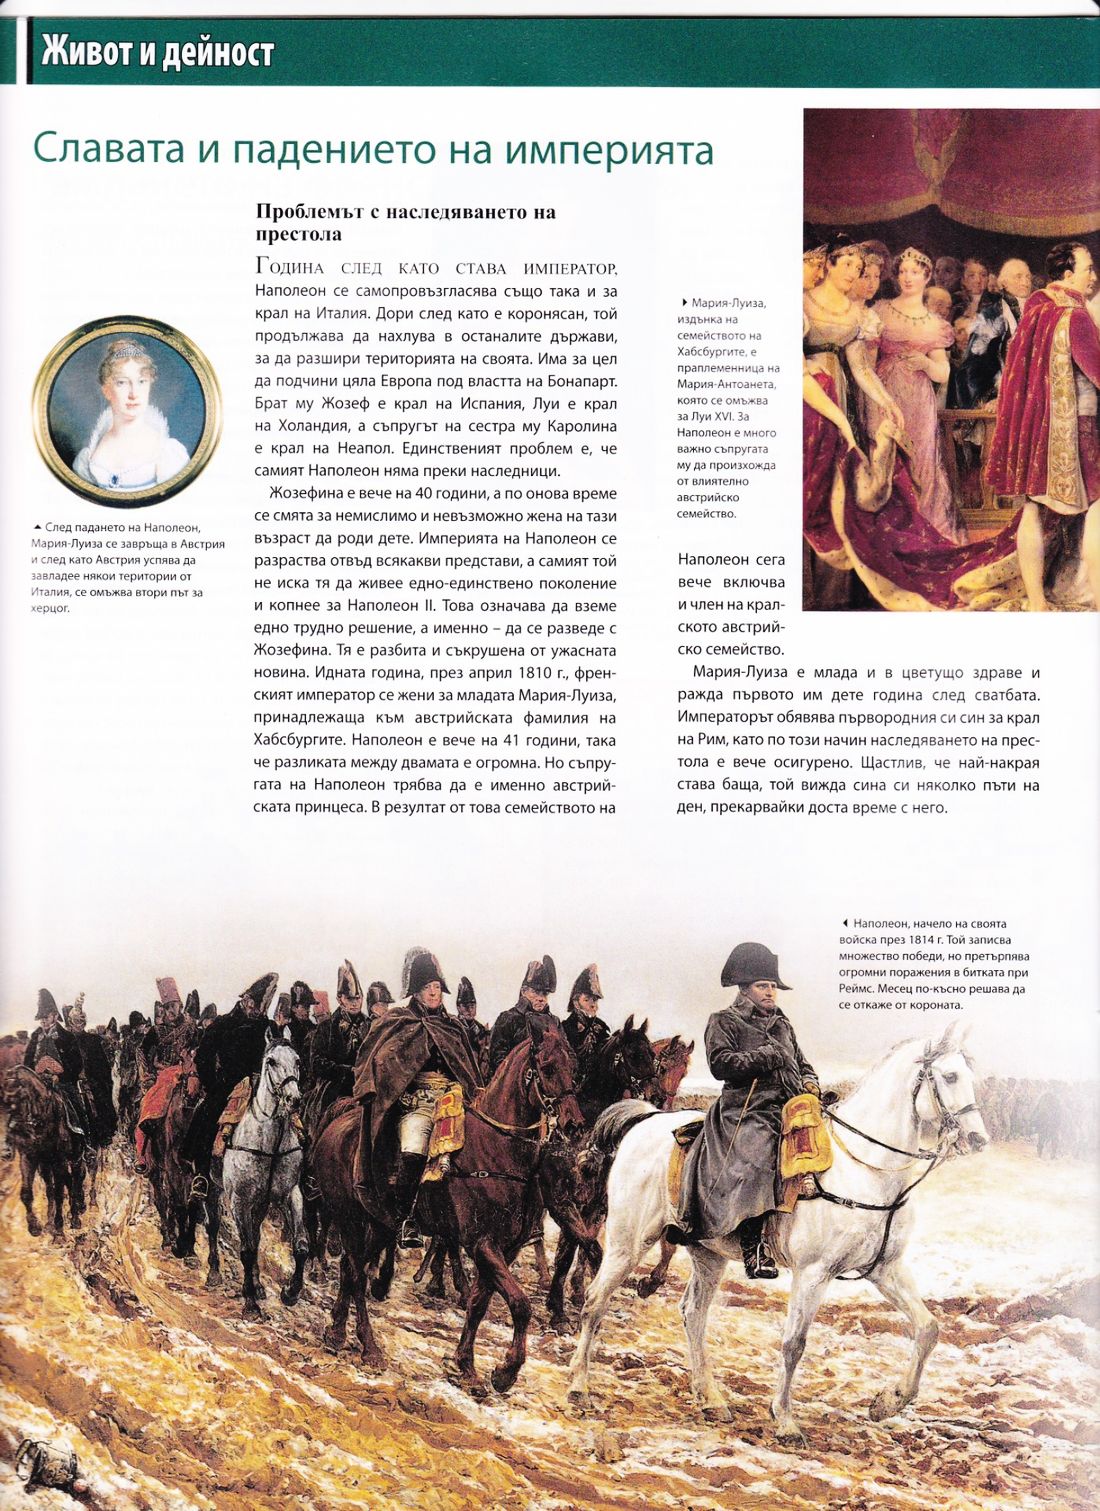 Живот и дейност
Славата и падението на империята
Проблемът с наследяването на
престола
Година след като става император,
Наполеон се самопровъзгласява също така и за
крал на Италия. Дори след като е коронясан, той
продължава да нахлува в останалите държави,
за да разшири територията на своята. Има за цел
да подчини цяла Европа под властта на Бонапарт.
Брат му Жозеф е крал на Испания, Луи е крал
на Холандия, а съпругът на сестра му Каролина
е крал на Неапол. Единственият проблем е, че
самият Наполеон няма преки наследници.
Жозефина е вече на 40 години, а по онова време
се смята за немислимо и невъзможно жена на тази
възраст да роди дете. Империята на Наполеон се
разраства отвъд всякакви представи, а самият той
не иска тя да живее едно-единствено поколение
и копнее за Наполеон II. Това означава да вземе
едно трудно решение, а именно – да се разведе с
Жозефина. Тя е разбита и съкрушена от ужасната
новина. Идната година, през април 1810 г., френ-
ският император се жени за младата Мария-Луиза,
принадлежаща към австрийската фамилия на
Хабсбургите. Наполеон е вече на 41 години, така
че разликата между двамата е огромна. Но съпру-
гата на Наполеон трябва да е именно австрий-
ската принцеса. В резултат от това семейството на
Наполеон сега
вече включва
и член на крал-
ското австрий-
ско семейство.
Мария-Луиза е млада и в цветущо здраве и
ражда първото им дете година след сватбата.
Императорът обявява първородния си син за крал
на Рим, като по този начин наследяването на прес-
тола е вече осигурено. Щастлив, че най-накрая
става баща, той вижда сина си няколко пъти на
ден, прекарвайки доста време с него.
След падането на Наполеон,
Мария-Луиза се завръща в Австрия
и след като Австрия успява да
завладее някои територии от
Италия, се омъжва втори път за
херцог.
Мария-Луиза,
издънка на
семейството на
Хабсбургите, е
праплеменница на
Мария-Антоанета,
която се омъжва
за Луи XVI. За
Наполеон е много
важно съпругата
му да произхожда
от влиятелно
австрийско
семейство.
Наполеон, начело на своята
войска през 1814 г. Той записва
множество победи, но претърпява
огромни поражения в битката при
Реймс. Месец по-късно решава да
се откаже от короната.